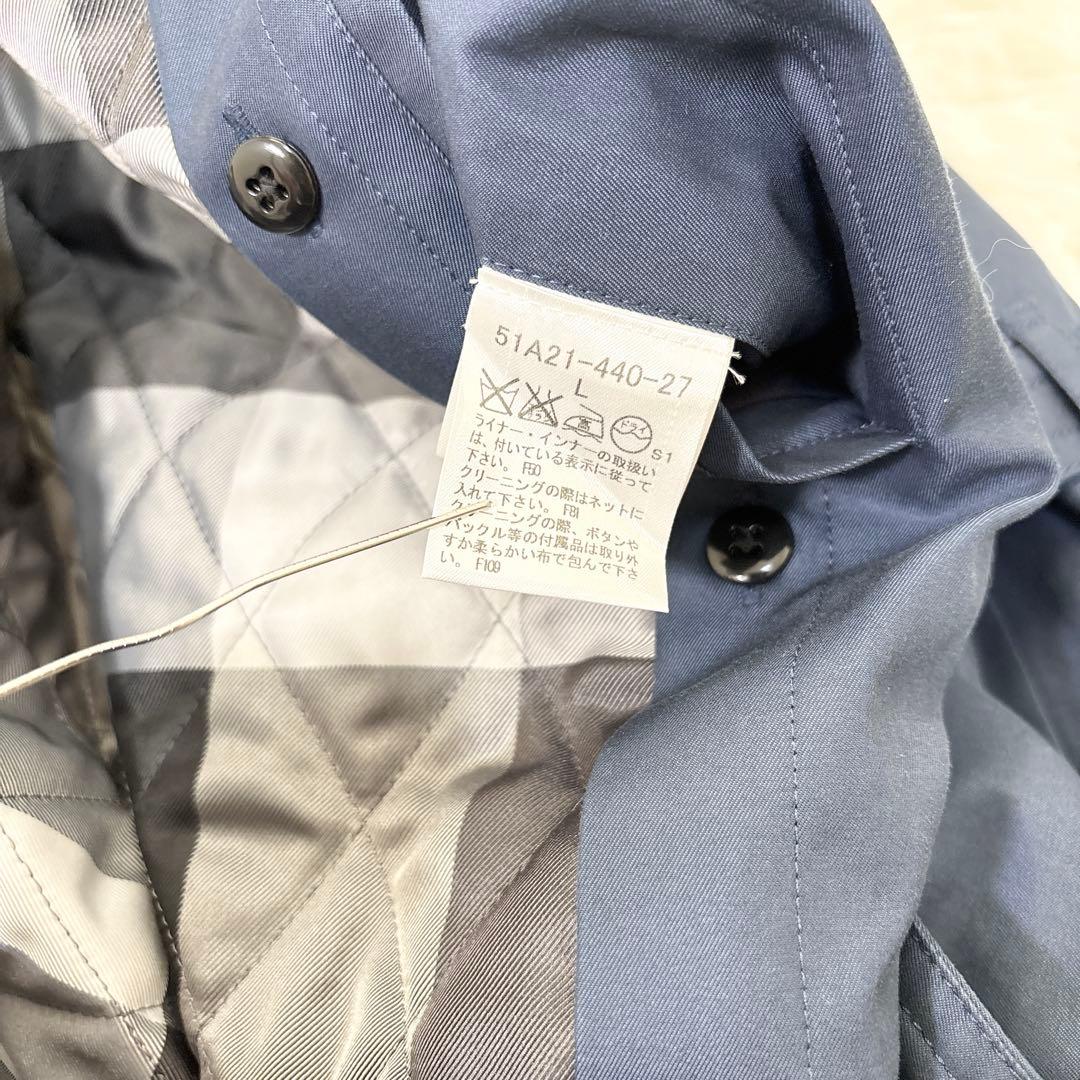 51A21-440-27
L
ドライ
S1
ライナー・インナーの取扱い
は、付いている表示に従って
下さい。 F50
クリーニングの際はネットに
入れて下さい。 F81
クリーニングの際、ボタンや
バックル等の付属品は取り外
すか柔らかい布で包んで下さ
い。 F109